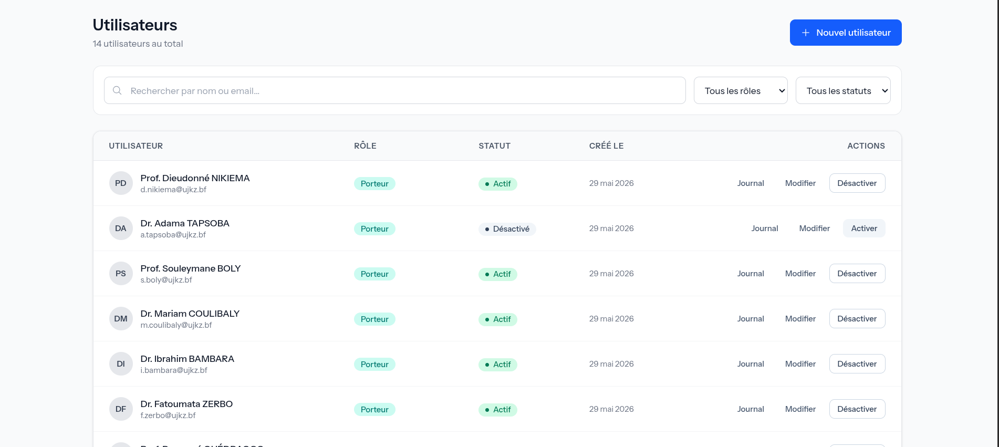 Utilisateurs
14 utilisateurs au total
Nouvel utilisateur
Rechercher par nom ou email...
Tous les rôles
Tous les statuts
UTILISATEUR RÔLE STATUT CRÉÉ LE ACTIONS
PD Prof. Dieudonné NIKIEMA
d.nikiema@ujkz.bf
Porteur Actif 29 mai 2026 Journal Modifier Désactiver
DA Dr. Adama TAPSOBA
a.tapsoba@ujkz.bf
Porteur Désactivé 29 mai 2026 Journal Modifier Activer
PS Prof. Souleymane BOLY
s.boly@ujkz.bf
Porteur Actif 29 mai 2026 Journal Modifier Désactiver
DM Dr. Mariam COULIBALY
m.coulibaly@ujkz.bf
Porteur Actif 29 mai 2026 Journal Modifier Désactiver
DI Dr. Ibrahim BAMBARA
i.bambara@ujkz.bf
Porteur Actif 29 mai 2026 Journal Modifier Désactiver
DF Dr. Fatoumata ZERBO
f.zerbo@ujkz.bf
Porteur Actif 29 mai 2026 Journal Modifier Désactiver